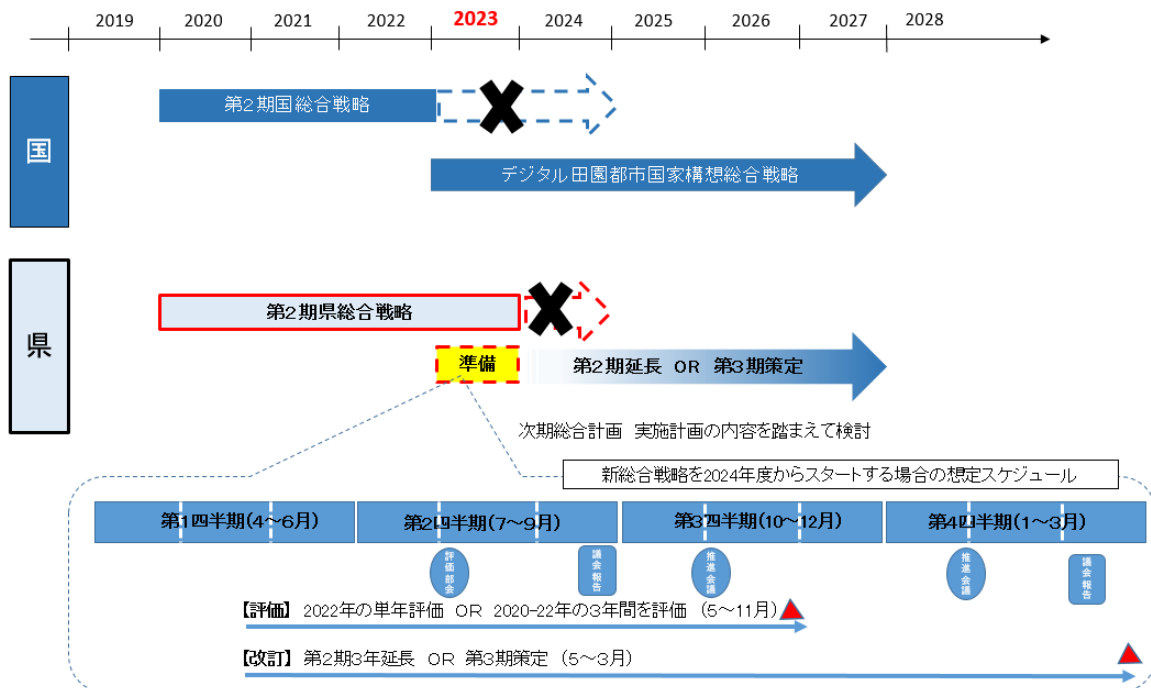 2019 2020 2021 2022 2023 2024 2025 2026 2027 2028
国
第2期国総合戦略
デジタル田園都市国家構想総合戦略
県
第2期県総合戦略
準備
第2期延長 OR 第3期策定
次期総合計画 実施計画の内容を踏まえて検討
新総合戦略を2024年度からスタートする場合の想定スケジュール
第1四半期(4~6月) 第2四半期(7~9月) 第3四半期(10~12月) 第4四半期(1~3月)
評価部会
議会報告
推進会議
推進会議
議会報告
【評価】 2022年の単年評価 OR 2020-22年の3年間を評価 (5~11月)
【改訂】 第2期3年延長 OR 第3期策定 (5~3月)